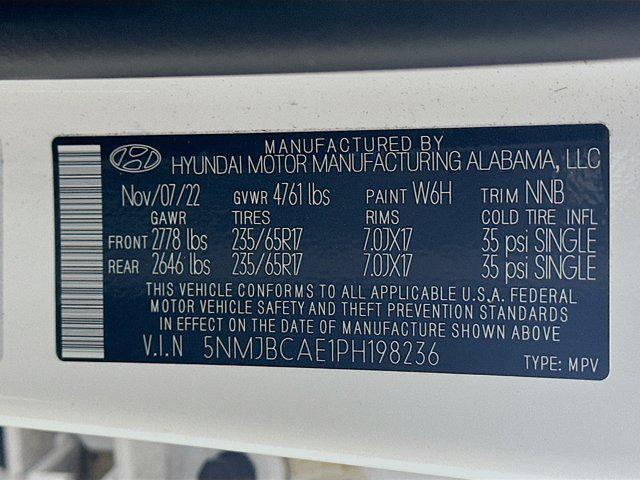 MANUFACTURED BY
HYUNDAI MOTOR MANUFACTURING ALABAMA, LLC
Nov/07/22 GVWR 4761 lbs PAINT W6H TRIM NNB
GAWR TIRES RIMS COLD TIRE INFL
FRONT 2778 lbs 235/65R17 7.0JX17 35 psi SINGLE
REAR 2646 lbs 235/65R17 7.0JX17 35 psi SINGLE
THIS VEHICLE CONFORMS TO ALL APPLICABLE U.S.A. FEDERAL
MOTOR VEHICLE SAFETY AND THEFT PREVENTION STANDARDS
IN EFFECT ON THE DATE OF MANUFACTURE SHOWN ABOVE
V.I.N 5NMJBCAE1PH198236 TYPE: MPV